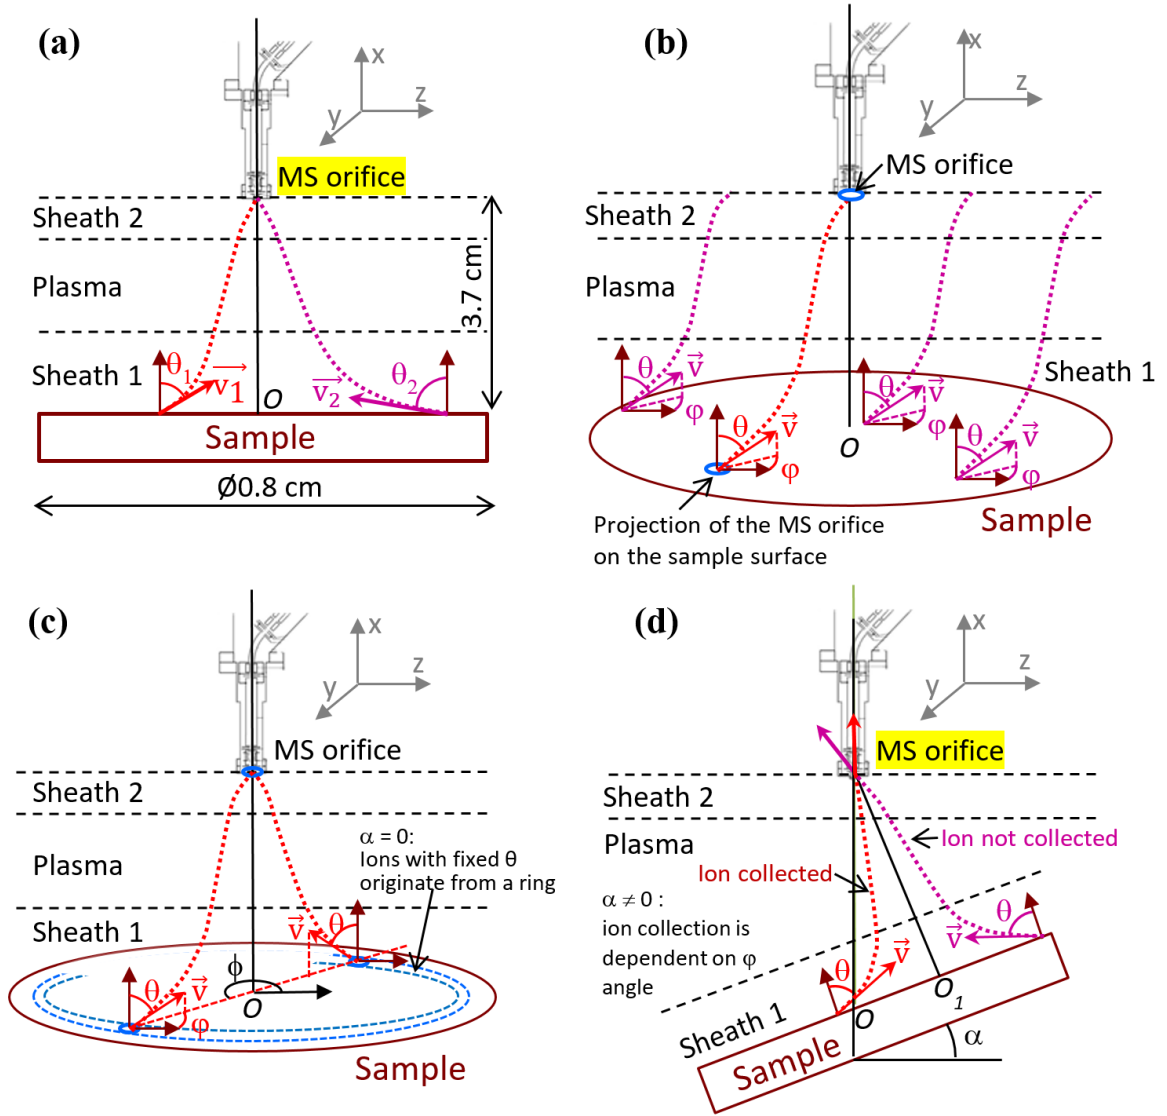 (a)
x
z
y
MS orifice
Sheath 2
Plasma
3.7 cm
Sheath 1
θ1
v1
v2
θ2
O
Sample
Ø0.8 cm
(b)
x
z
y
MS orifice
Sheath 2
Plasma
Sheath 1
θ
v
φ
θ
v
φ
θ
v
φ
θ
v
φ
O
Projection of the MS orifice
on the sample surface
Sample
(c)
x
z
y
MS orifice
Sheath 2
Plasma
α = 0:
Ions with fixed θ
originate from a ring
Sheath 1
v
θ
ϕ
θ
v
φ
O
Sample
(d)
x
z
y
MS orifice
Sheath 2
Plasma
Ion not collected
Ion collected
α ≠ 0 :
ion collection is
dependent on φ
angle
θ
v
θ
v
O
O1
Sheath 1
Sample
α